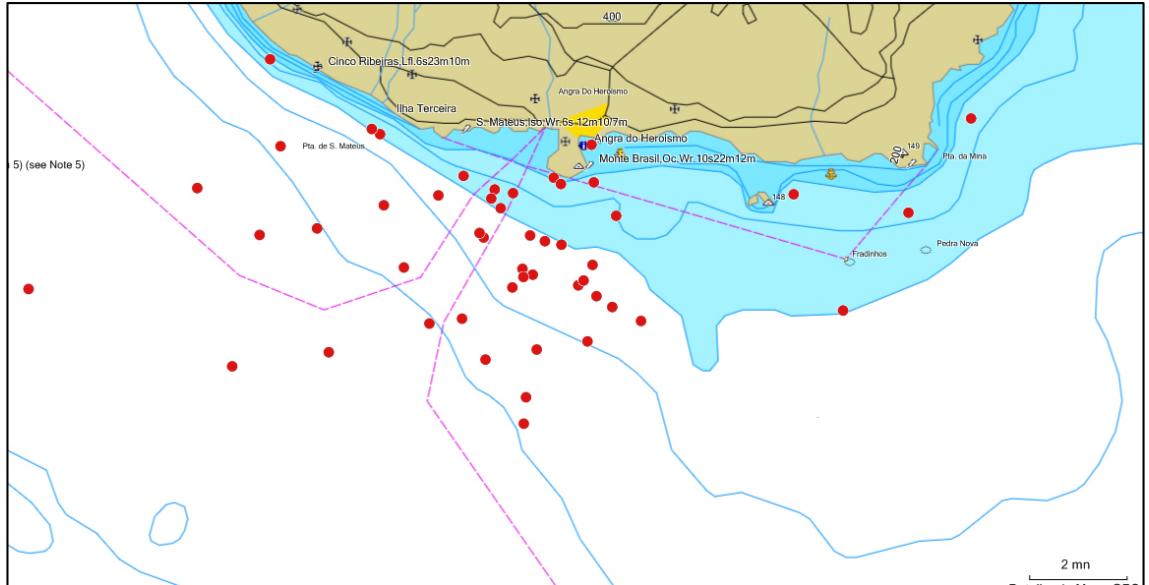 400
Cinco Ribeiras,Lfl.6s23m10m
Angra Do Heroismo
Ilha Terceira
S. Mateus,Iso.Wr.6s 12m10/7m
Angra do Heroismo
Pta. de S. Mateus
Monte Brasil,Oc.Wr.10s22m12m
149
200
Pta. da Mina
5) (see Note 5)
148
Pedra Nova
Fradinhos
2 mn